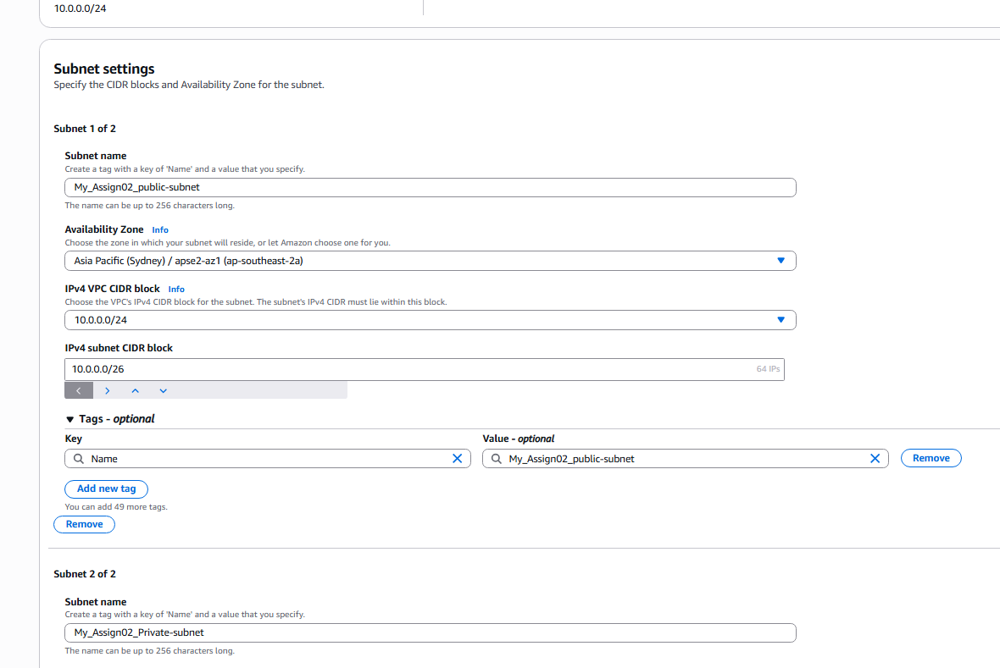 10.0.0.0/24
Subnet settings
Specify the CIDR blocks and Availability Zone for the subnet.
Subnet 1 of 2
Subnet name
Create a tag with a key of 'Name' and a value that you specify.
My_Assign02_public-subnet
The name can be up to 256 characters long.
Availability Zone Info
Choose the zone in which your subnet will reside, or let Amazon choose one for you.
Asia Pacific (Sydney) / apse2-az1 (ap-southeast-2a)
IPv4 VPC CIDR block Info
Choose the VPC's IPv4 CIDR block for the subnet. The subnet's IPv4 CIDR must lie within this block.
10.0.0.0/24
IPv4 subnet CIDR block
10.0.0.0/26 64 IPs
Tags - optional
Key Value - optional
Name My_Assign02_public-subnet Remove
Add new tag
You can add 49 more tags.
Remove
Subnet 2 of 2
Subnet name
Create a tag with a key of 'Name' and a value that you specify.
My_Assign02_Private-subnet
The name can be up to 256 characters long.